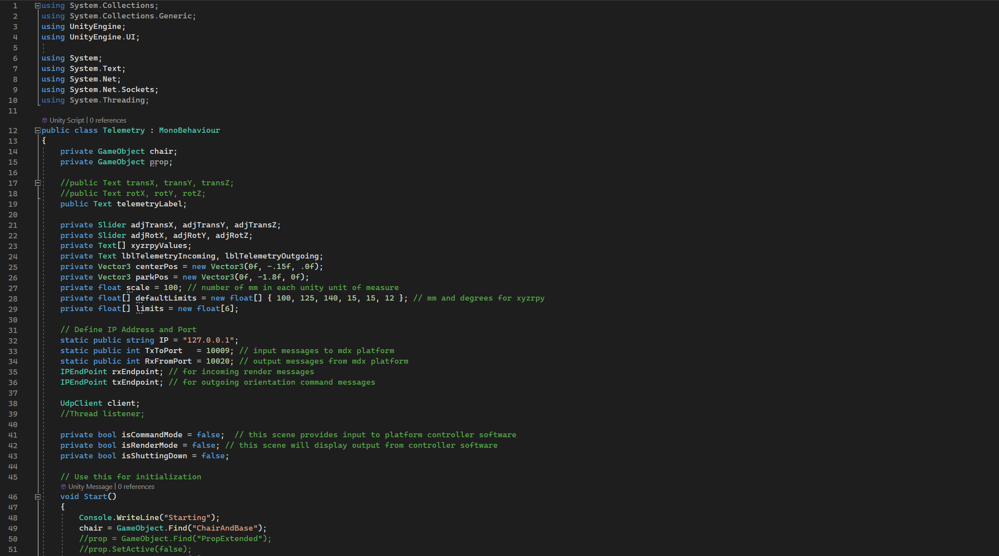 1 using System.Collections;
2 using System.Collections.Generic;
3 using UnityEngine;
4 using UnityEngine.UI;
5
6 using System;
7 using System.Text;
8 using System.Net;
9 using System.Net.Sockets;
10 using System.Threading;
11
Unity Script | 0 references
12 public class Telemetry : MonoBehaviour
13 {
14 private GameObject chair;
15 private GameObject prop;
16
17 //public Text transX, transY, transZ;
18 //public Text rotX, rotY, rotZ;
19 public Text telemetryLabel;
20
21 private Slider adjTransX, adjTransY, adjTransZ;
22 private Slider adjRotX, adjRotY, adjRotZ;
23 private Text[] xyzrpyValues;
24 private Text lblTelemetryIncoming, lblTelemetryOutgoing;
25 private Vector3 centerPos = new Vector3(0f, -.15f, .0f);
26 private Vector3 parkPos = new Vector3(0f, -1.8f, 0f);
27 private float scale = 100; // number of mm in each unity unit of measure
28 private float[] defaultLimits = new float[] { 100, 125, 140, 15, 15, 12 }; // mm and degrees for xyzrpy
29 private float[] limits = new float[6];
30
31 // Define IP Address and Port
32 static public string IP = "127.0.0.1";
33 static public int TxToPort   = 10009; // input messages to mdx platform
34 static public int RxFromPort = 10020; // output messages from mdx platform
35 IPEndPoint rxEndpoint; // for incoming render messages
36 IPEndPoint txEndpoint; // for outgoing orientation command messages
37
38 UdpClient client;
39 //Thread listener;
40
41 private bool isCommandMode = false;  // this scene provides input to platform controller software
42 private bool isRenderMode = false; // this scene will display output from controller software
43 private bool isShuttingDown = false;
44
45 // Use this for initialization
Unity Message | 0 references
46 void Start()
47 {
48 Console.WriteLine("Starting");
49 chair = GameObject.Find("ChairAndBase");
50 //prop = GameObject.Find("PropExtended");
51 //prop.SetActive(false);